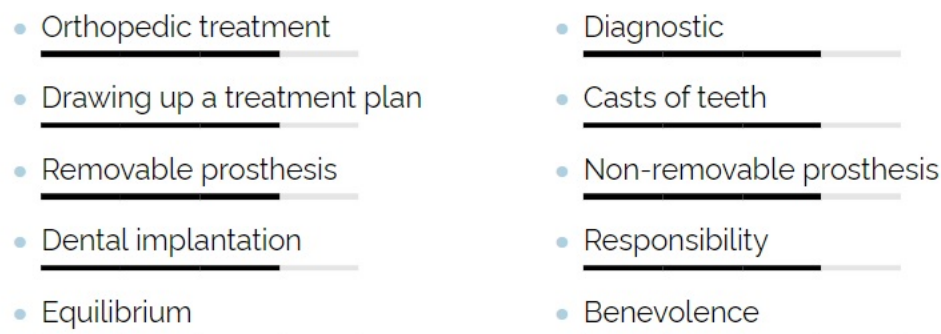 Orthopedic treatment
Diagnostic
Drawing up a treatment plan
Casts of teeth
Removable prosthesis
Non-removable prosthesis
Dental implantation
Responsibility
Equilibrium
Benevolence